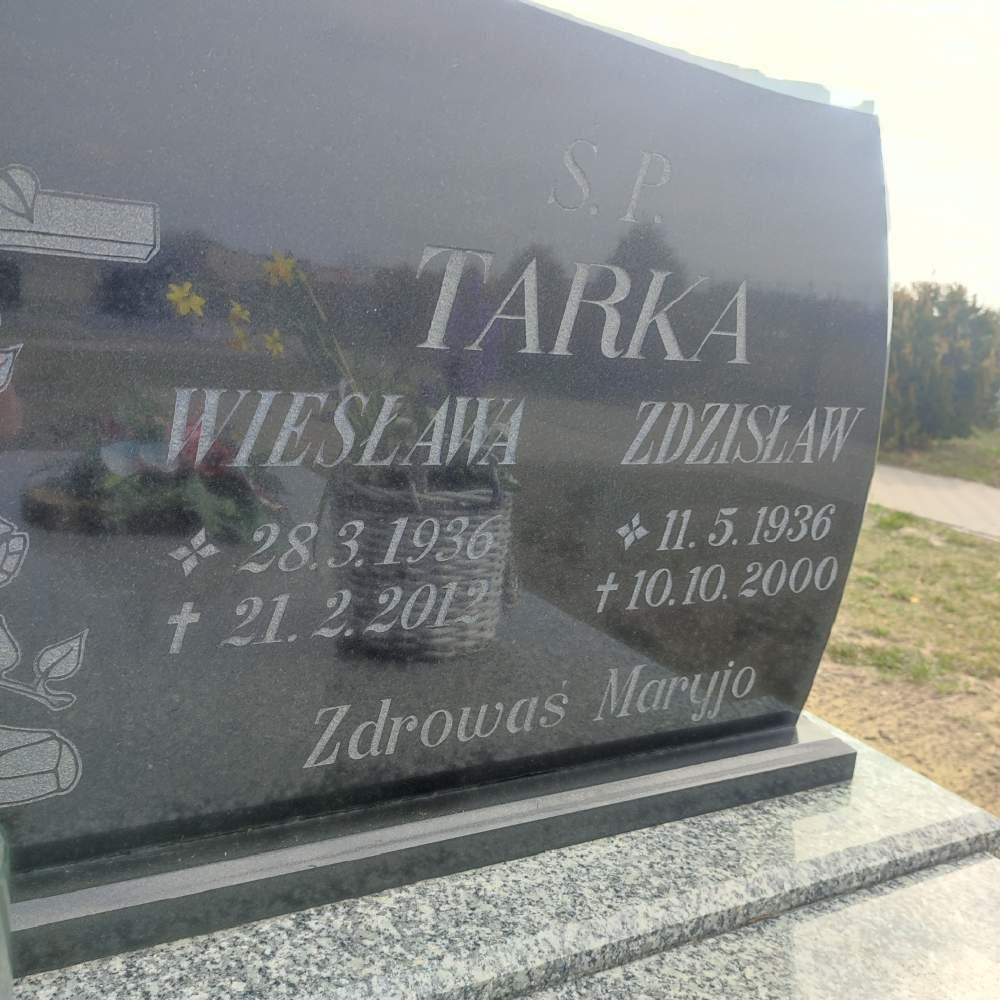 S. P.
TARKA
WIESŁAWA ZDZISŁAW
28. 3. 1936 11. 5. 1936
† 21. 2. 2012 † 10. 10. 2000
Zdrowaś Maryjo